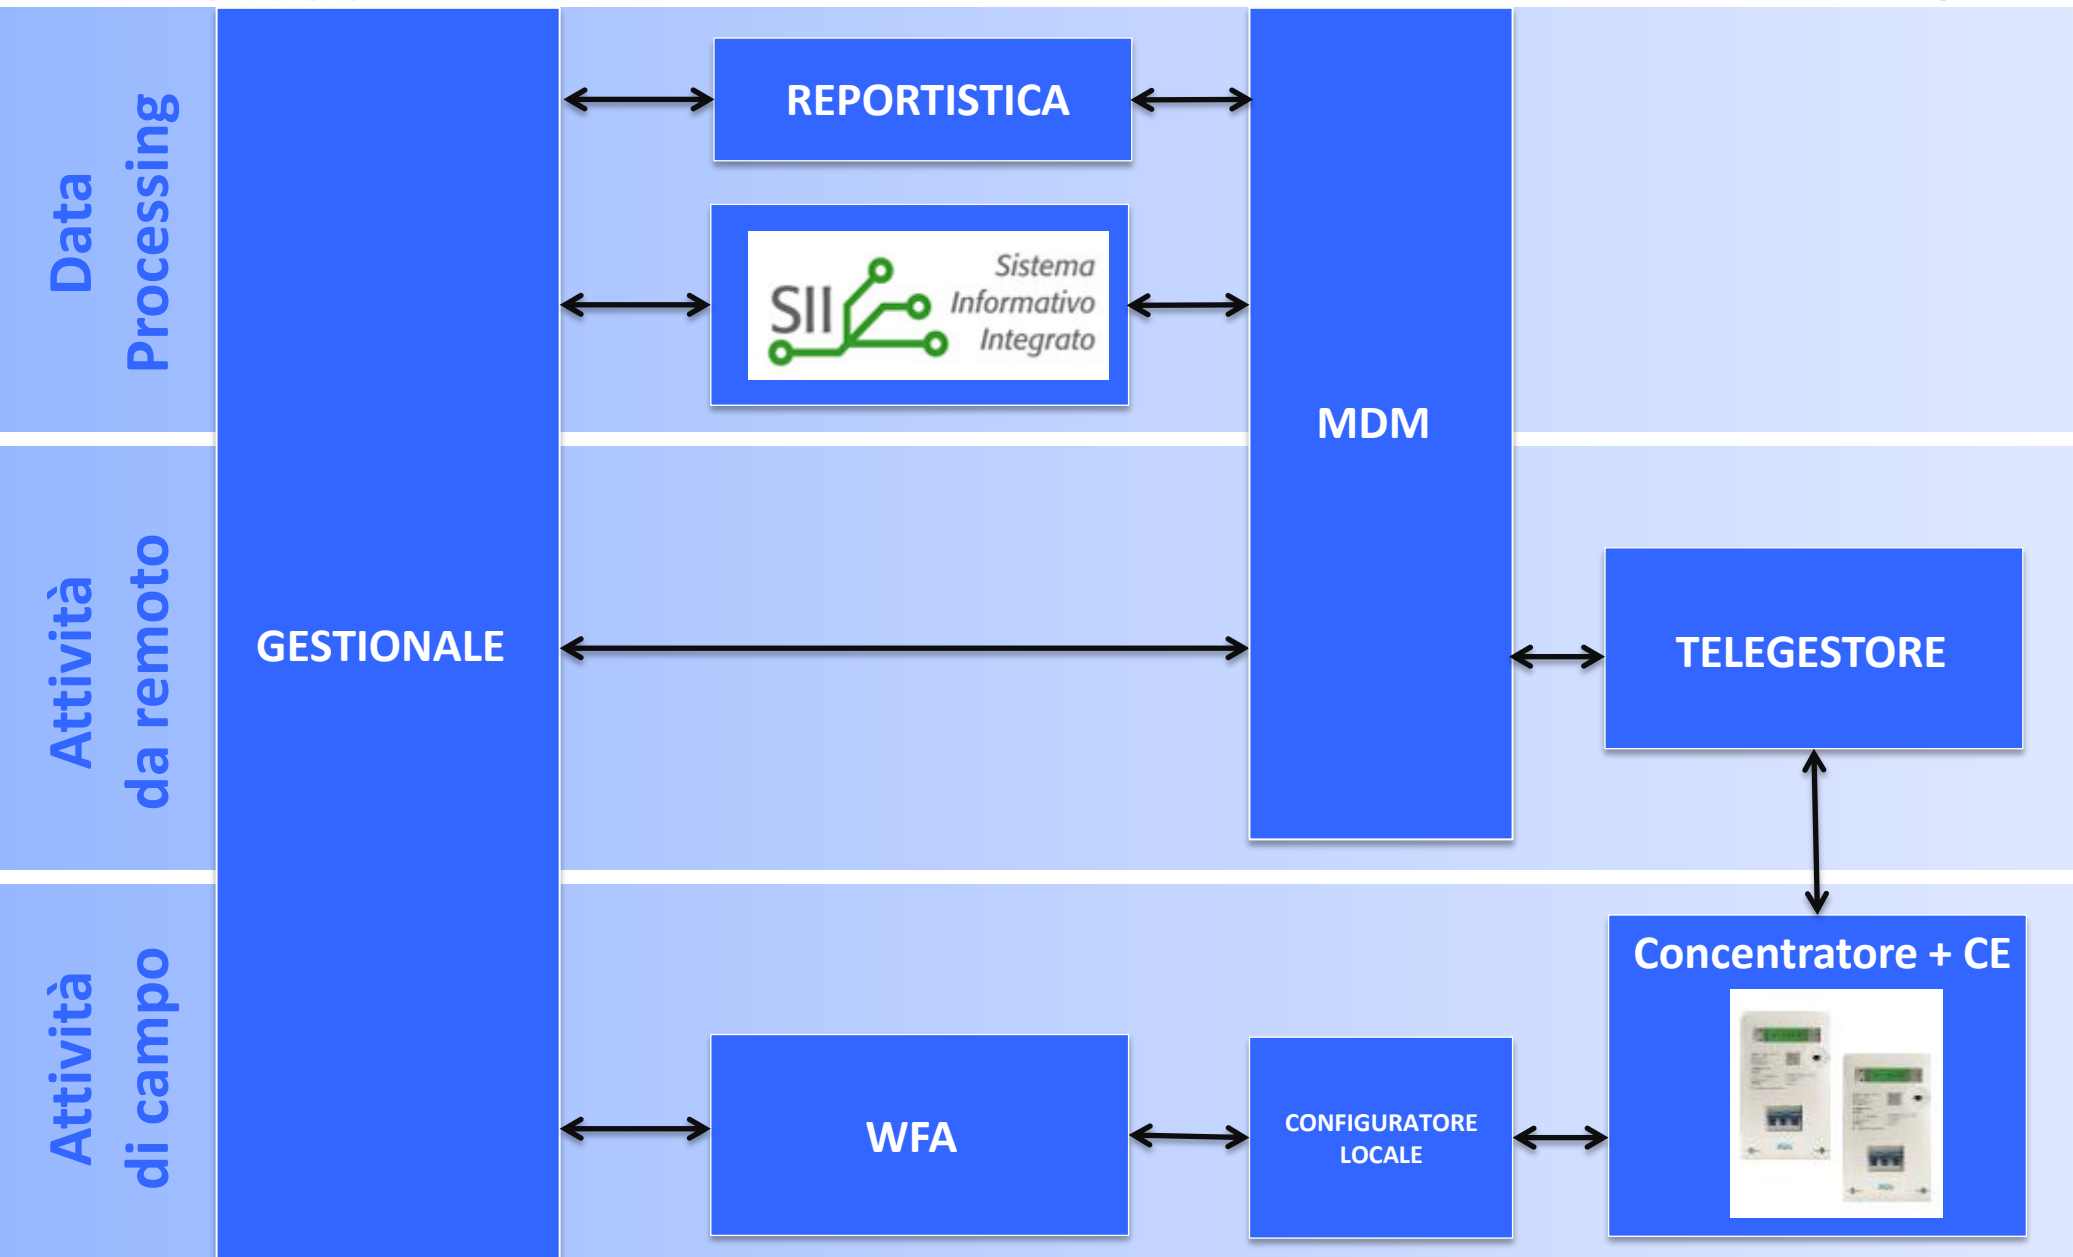 Data
Processing
REPORTISTICA
SII
Sistema
Informativo
Integrato
MDM
Attività
da remoto
GESTIONALE
TELEGESTORE
Attività
di campo
WFA
CONFIGURATORE
LOCALE
Concentratore + CE